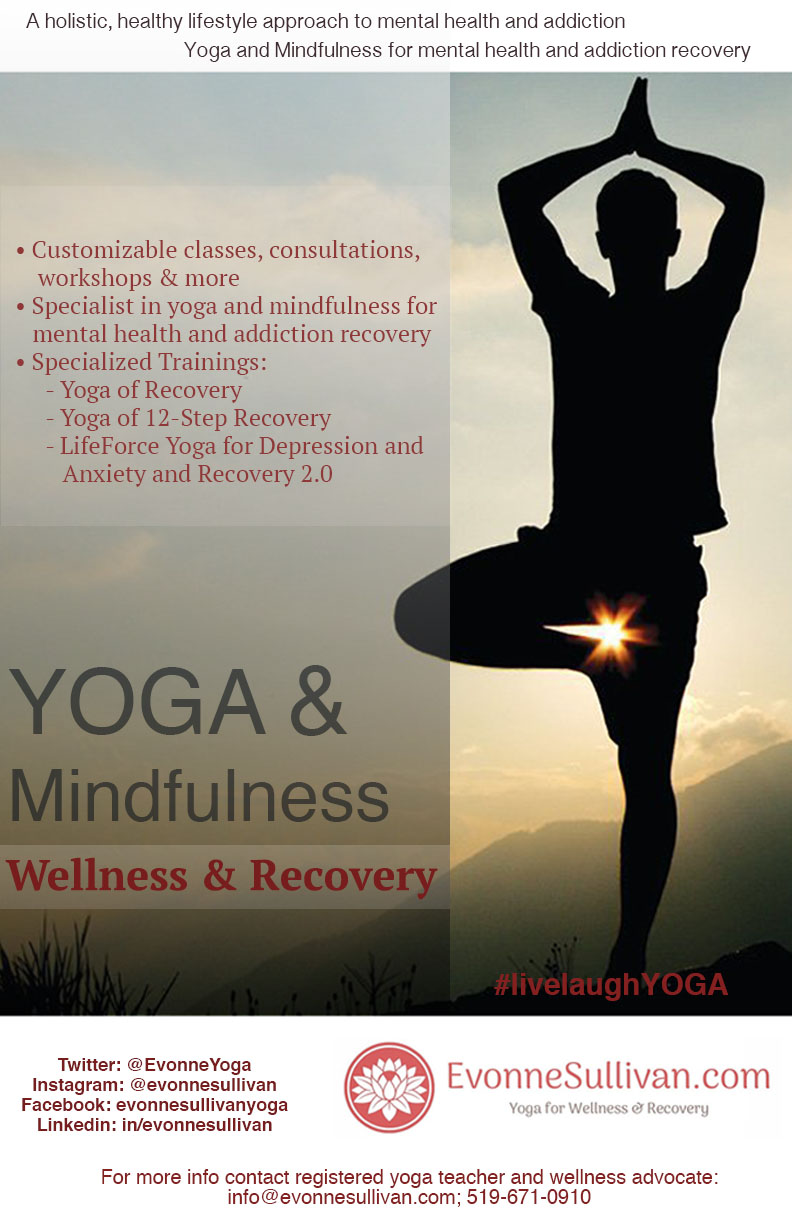 A holistic, healthy lifestyle approach to mental health and addiction
Yoga and Mindfulness for mental health and addiction recovery
• Customizable classes, consultations,
workshops & more
• Specialist in yoga and mindfulness for
mental health and addiction recovery
• Specialized Trainings:
- Yoga of Recovery
- Yoga of 12-Step Recovery
- LifeForce Yoga for Depression and
Anxiety and Recovery 2.0
YOGA &
Mindfulness
Wellness & Recovery
#livelaughYOGA
Twitter: @EvonneYoga
Instagram: @evonnesullivan
Facebook: evonnesullivanyoga
Linkedin: in/evonnesullivan
EvonneSullivan.com
Yoga for Wellness & Recovery
For more info contact registered yoga teacher and wellness advocate:
info@evonnesullivan.com; 519-671-0910